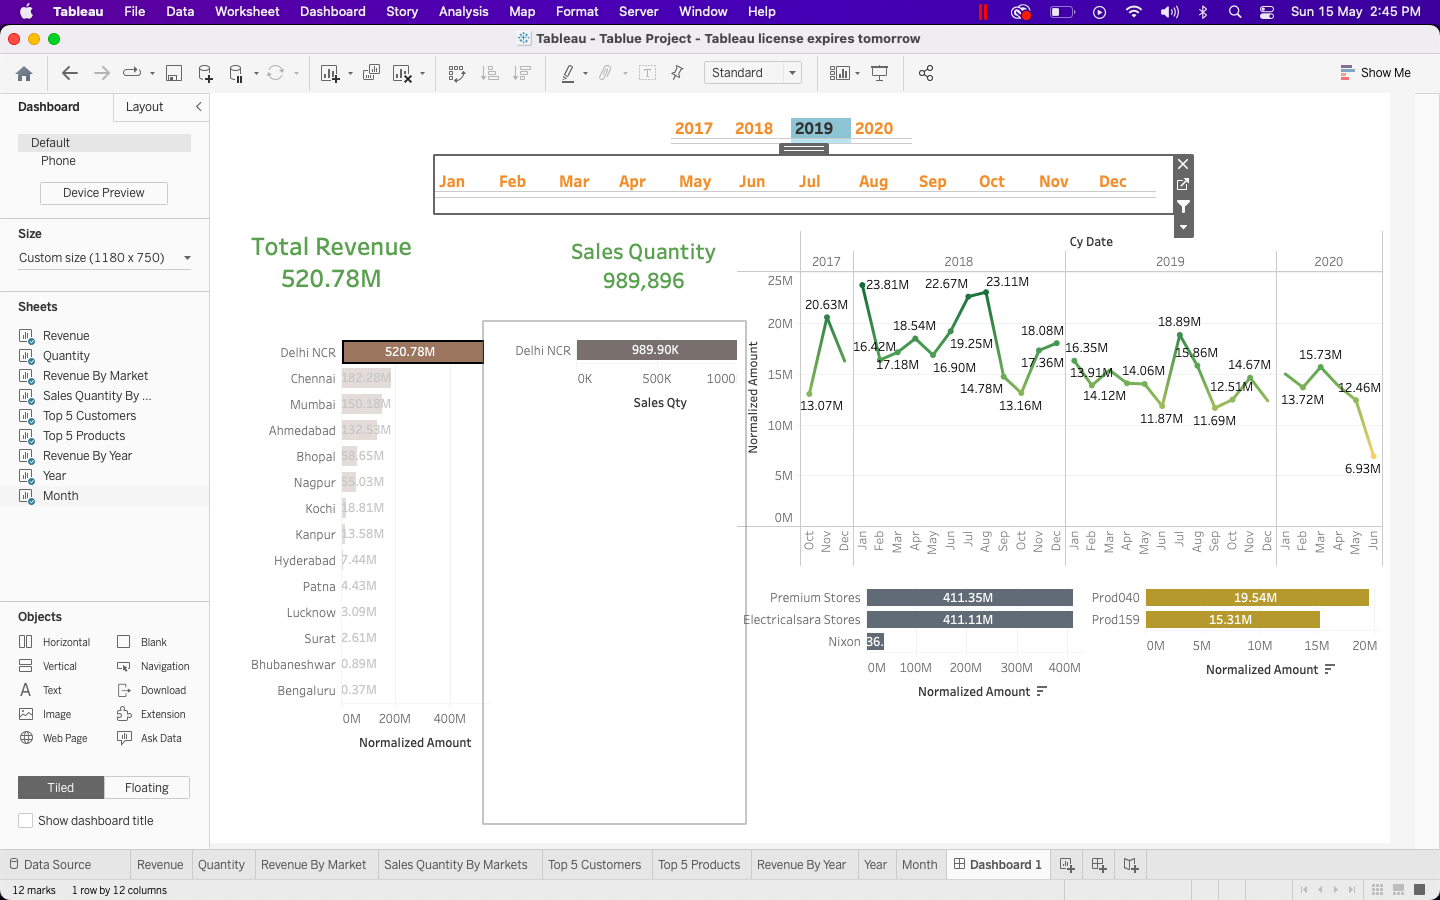 Tableau File Data Worksheet Dashboard Story Analysis Map Format Server Window Help Sun 15 May 2:45 PM
Tableau - Tablue Project - Tableau license expires tomorrow
Standard
Show Me
Dashboard Layout
Default
Phone
Device Preview
Size
Custom size (1180 x 750)
Sheets
Revenue
Quantity
Revenue By Market
Sales Quantity By ...
Top 5 Customers
Top 5 Products
Revenue By Year
Year
Month
Objects
Horizontal Blank
Vertical Navigation
Text Download
Image Extension
Web Page Ask Data
Tiled Floating
Show dashboard title
2017 2018 2019 2020
Jan Feb Mar Apr May Jun Jul Aug Sep Oct Nov Dec
Total Revenue
520.78M
Sales Quantity
989,896
Delhi NCR 520.78M
Chennai 182.28M
Mumbai 150.18M
Ahmedabad 132.53M
Bhopal 58.65M
Nagpur 55.03M
Kochi 18.81M
Kanpur 13.58M
Hyderabad 7.44M
Patna 4.43M
Lucknow 3.09M
Surat 2.61M
Bhubaneshwar 0.89M
Bengaluru 0.37M
0M 200M 400M
Normalized Amount
Delhi NCR 989.90K
0K 500K 1000
Sales Qty
Cy Date
2017 2018 2019 2020
Normalized Amount
25M
20M
15M
10M
5M
0M
20.63M
13.07M
23.81M
16.42M
17.18M
18.54M
16.90M
19.25M
22.67M
23.11M
14.78M
13.16M
17.36M
18.08M
16.35M
13.91M
14.12M
14.06M
11.87M
18.89M
15.86M
11.69M
12.51M
14.67M
13.72M
15.73M
12.46M
6.93M
Oct Nov Dec Jan Feb Mar Apr May Jun Jul Aug Sep Oct Nov Dec Jan Feb Mar Apr May Jun Jul Aug Sep Oct Nov Dec Jan Feb Mar Apr May Jun
Premium Stores 411.35M
Electricalsara Stores 411.11M
Nixon 36.
0M 100M 200M 300M 400M
Normalized Amount
Prod040 19.54M
Prod159 15.31M
0M 5M 10M 15M 20M
Normalized Amount
Data Source Revenue Quantity Revenue By Market Sales Quantity By Markets Top 5 Customers Top 5 Products Revenue By Year Year Month Dashboard 1
12 marks 1 row by 12 columns